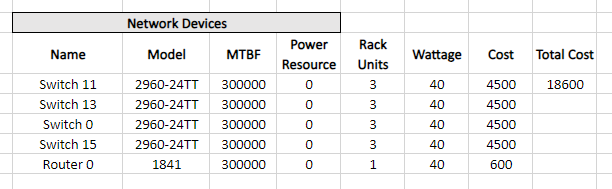 Network Devices
Name Model MTBF Power Resource Rack Units Wattage Cost Total Cost
Switch 11 2960-24TT 300000 0 3 40 4500 18600
Switch 13 2960-24TT 300000 0 3 40 4500
Switch 0 2960-24TT 300000 0 3 40 4500
Switch 15 2960-24TT 300000 0 3 40 4500
Router 0 1841 300000 0 1 40 600